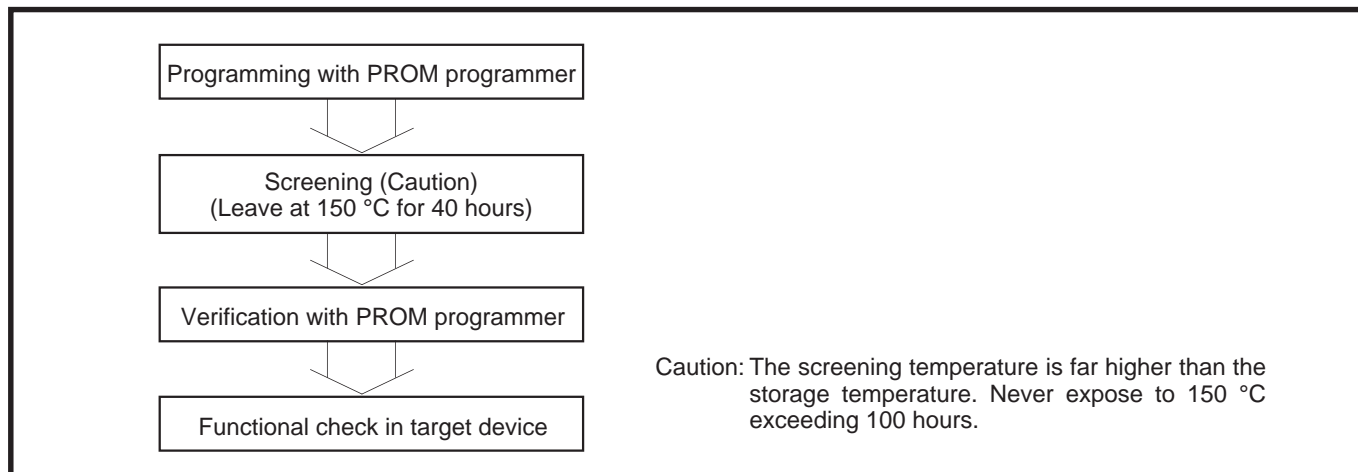 Programming with PROM programmer
Screening (Caution)
(Leave at 150 °C for 40 hours)
Verification with PROM programmer
Functional check in target device
Caution: The screening temperature is far higher than the
storage temperature. Never expose to 150 °C
exceeding 100 hours.